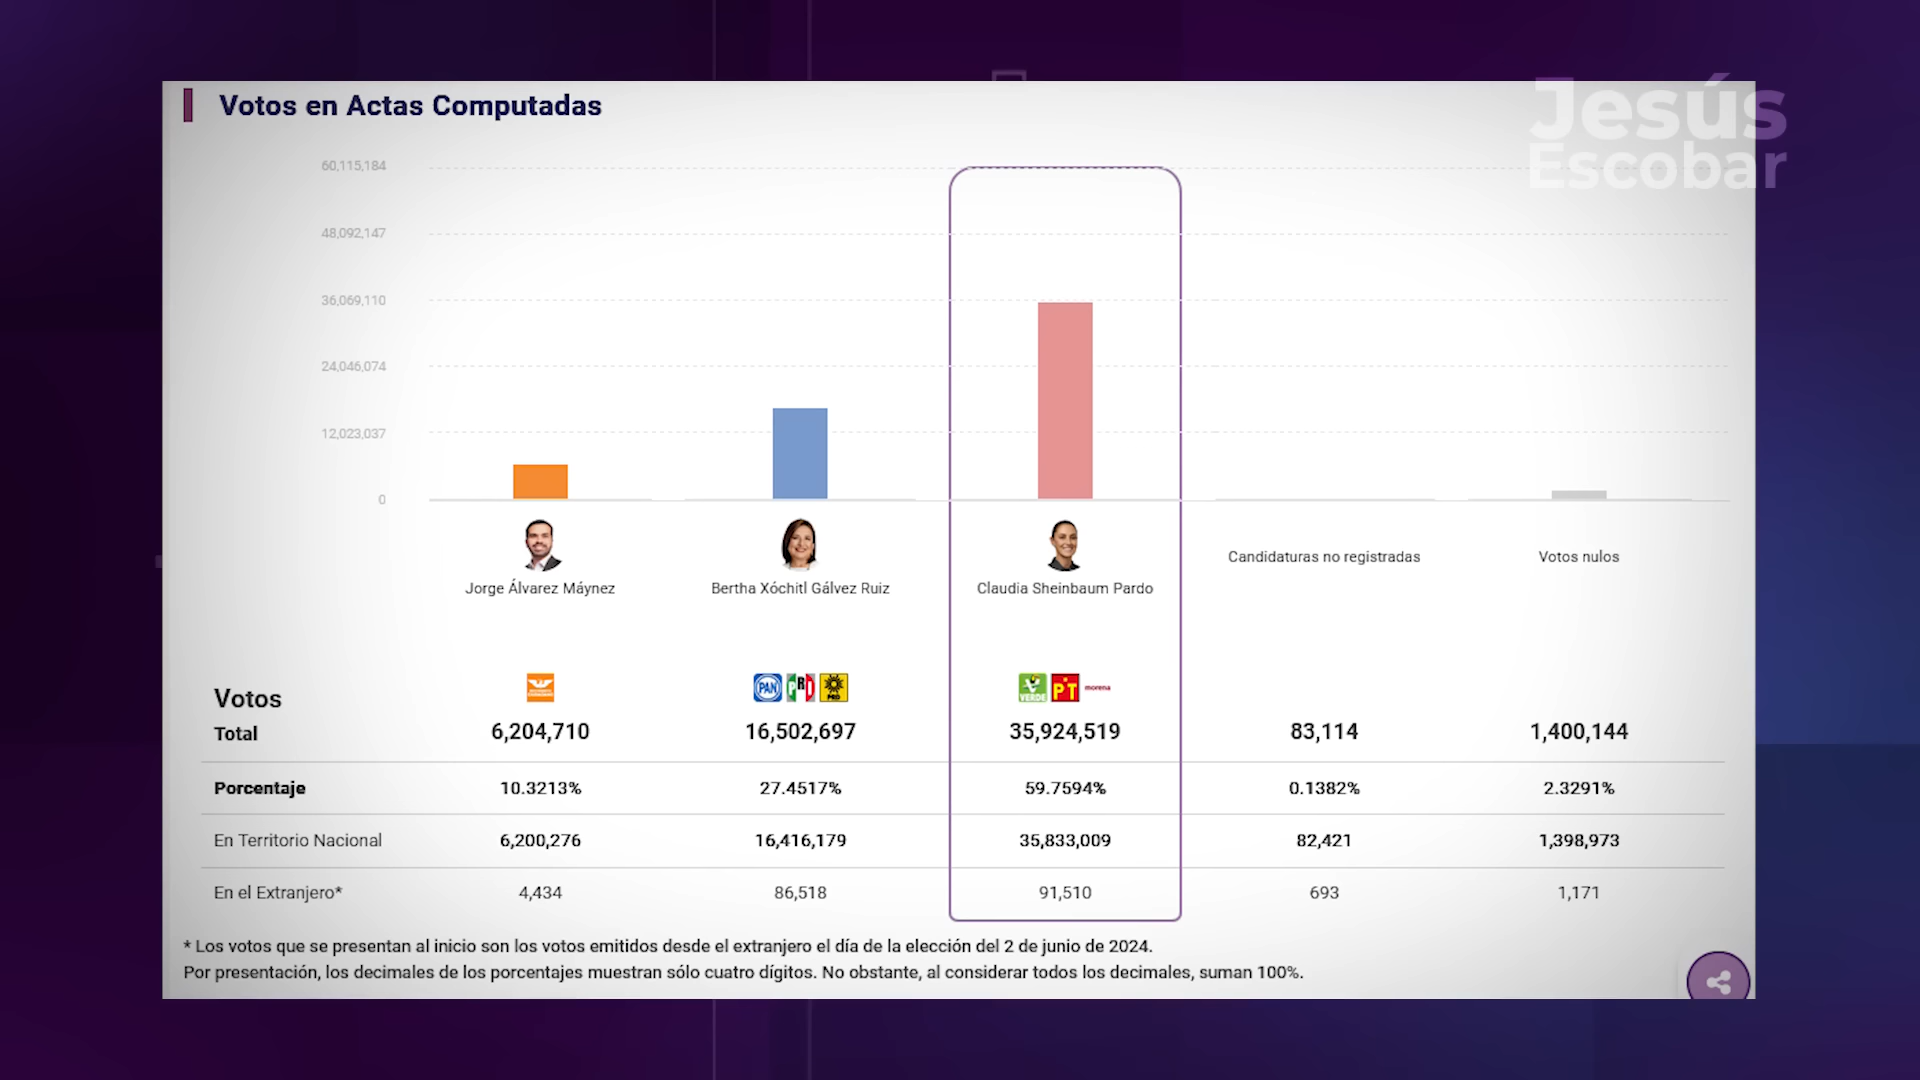 Jesús
Escobar
Votos en Actas Computadas
60,115,184
48,092,147
36,069,110
24,046,074
12,023,037
0
Jorge Álvarez Máynez
Bertha Xóchitl Gálvez Ruiz
Claudia Sheinbaum Pardo
Candidaturas no registradas
Votos nulos
PAN PRI PRD VERDE PT morena
Votos
Total 6,204,710 16,502,697 35,924,519 83,114 1,400,144
Porcentaje 10.3213% 27.4517% 59.7594% 0.1382% 2.3291%
En Territorio Nacional 6,200,276 16,416,179 35,833,009 82,421 1,398,973
En el Extranjero* 4,434 86,518 91,510 693 1,171
* Los votos que se presentan al inicio son los votos emitidos desde el extranjero el día de la elección del 2 de junio de 2024.
Por presentación, los decimales de los porcentajes muestran sólo cuatro dígitos. No obstante, al considerar todos los decimales, suman 100%.